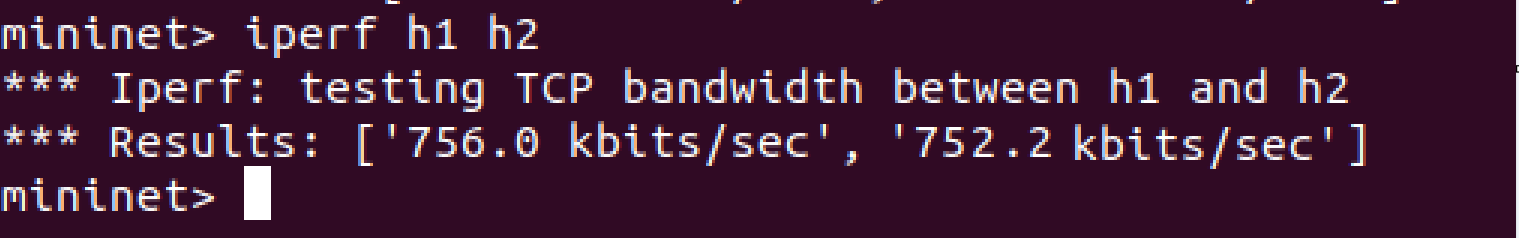 mininet> iperf h1 h2
*** Iperf: testing TCP bandwidth between h1 and h2
*** Results: ['756.0 kbits/sec', '752.2 kbits/sec']
mininet>